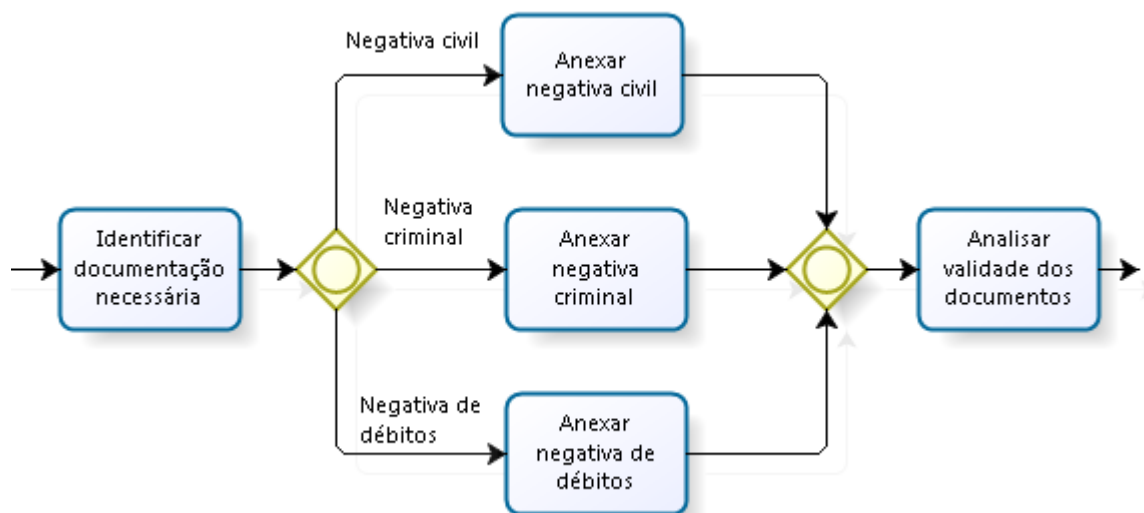 Negativa civil
Anexar
negativa civil
Identificar
documentação
necessária
Negativa
criminal
Anexar
negativa
criminal
Analisar
validade dos
documentos
Negativa de
débitos
Anexar
negativa de
débitos